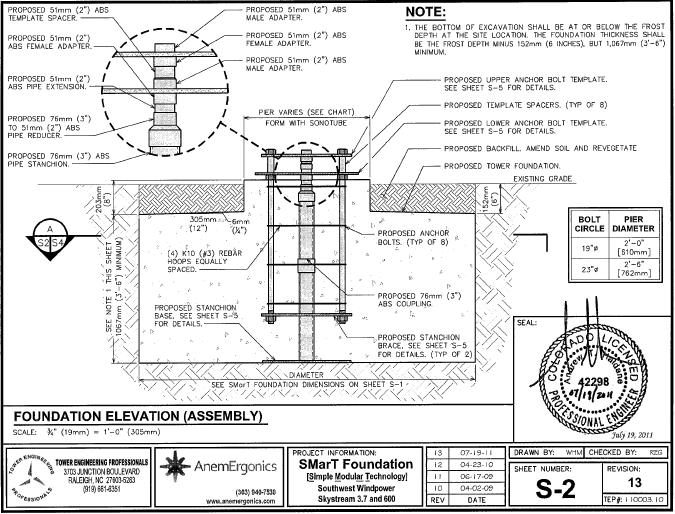 PROPOSED 51mm (2") ABS
TEMPLATE SPACER.
PROPOSED 51mm (2")
ABS FEMALE ADAPTER.
PROPOSED 51mm (2")
ABS PIPE EXTENSION.
PROPOSED 76mm (3")
TO 51mm (2") ABS
PIPE REDUCER.
PROPOSED 76mm (3") ABS
PIPE STANCHION.
PROPOSED 51mm (2") ABS
MALE ADAPTER.
PROPOSED 51mm (2") ABS
FEMALE ADAPTER.
PROPOSED 51mm (2") ABS
MALE ADAPTER.
NOTE:
1. THE BOTTOM OF EXCAVATION SHALL BE AT OR BELOW THE FROST
DEPTH AT THE SITE LOCATION. THE FOUNDATION THICKNESS SHALL
BE THE FROST DEPTH MINUS 152mm (6 INCHES), BUT 1,067mm (3'-6")
MINIMUM.
PROPOSED UPPER ANCHOR BOLT TEMPLATE.
SEE SHEET S-5 FOR DETAILS.
PROPOSED TEMPLATE SPACERS. (TYP OF 8)
PROPOSED LOWER ANCHOR BOLT TEMPLATE.
SEE SHEET S-5 FOR DETAILS.
PROPOSED BACKFILL. AMEND SOIL AND REVEGETATE
PROPOSED TOWER FOUNDATION.
EXISTING GRADE
PIER VARIES (SEE CHART)
FORM WITH SONOTUBE
203mm
(8")
305mm
(12")
6mm
(¼")
152mm
(6")
A
S2 S4
SEE NOTE 1 THIS SHEET
1067mm (3'-6") MINIMUM
(4) K10 (#3) REBAR
HOOPS EQUALLY
SPACED.
PROPOSED ANCHOR
BOLTS. (TYP OF 8)
PROPOSED 76mm (3")
ABS COUPLING.
PROPOSED STANCHION
BASE, SEE SHEET S-5
FOR DETAILS.
PROPOSED STANCHION
BRACE, SEE SHEET S-5
FOR DETAILS. (TYP OF 2)
DIAMETER
SEE SMarT FOUNDATION DIMENSIONS ON SHEET S-1
BOLT CIRCLE PIER DIAMETER
19"ø 2'-0" [610mm]
23"ø 2'-6" [762mm]
SEAL:
COLORADO LICENSED
PROFESSIONAL ENGINEER
42298
07/19/2011
July 19, 2011
FOUNDATION ELEVATION (ASSEMBLY)
SCALE: ¾" (19mm) = 1'-0" (305mm)
TOWER ENGINEERING
PROFESSIONALS
TOWER ENGINEERING PROFESSIONALS
3703 JUNCTION BOULEVARD
RALEIGH, NC 27603-5263
(919) 661-6351
AnemErgonics
(303) 940-7530
www.anemergonics.com
PROJECT INFORMATION:
SMarT Foundation
[Simple Modular Technology]
Southwest Windpower
Skystream 3.7 and 600
13 07-19-11
12 04-23-10
11 06-17-09
10 04-02-09
REV DATE
DRAWN BY: WHM CHECKED BY: RZG
SHEET NUMBER:
S-2
REVISION:
13
TEP#: 110003.10